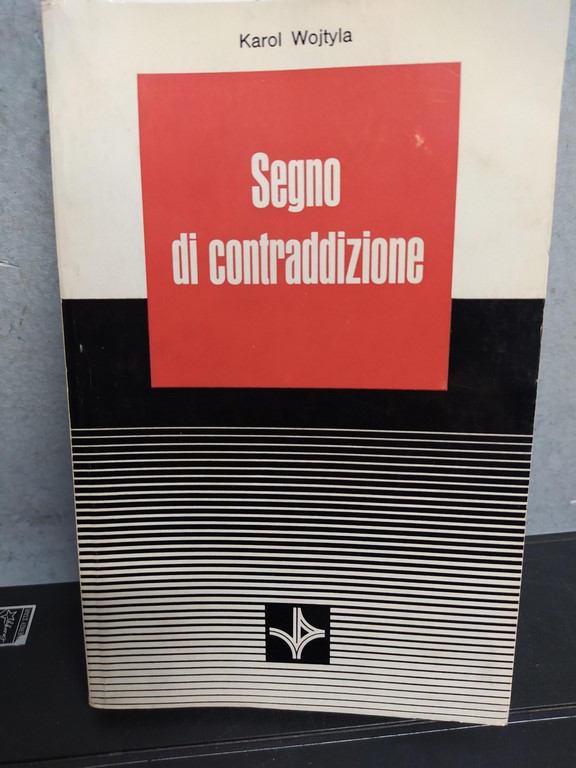 Karol Wojtyla
Segno
di contraddizione